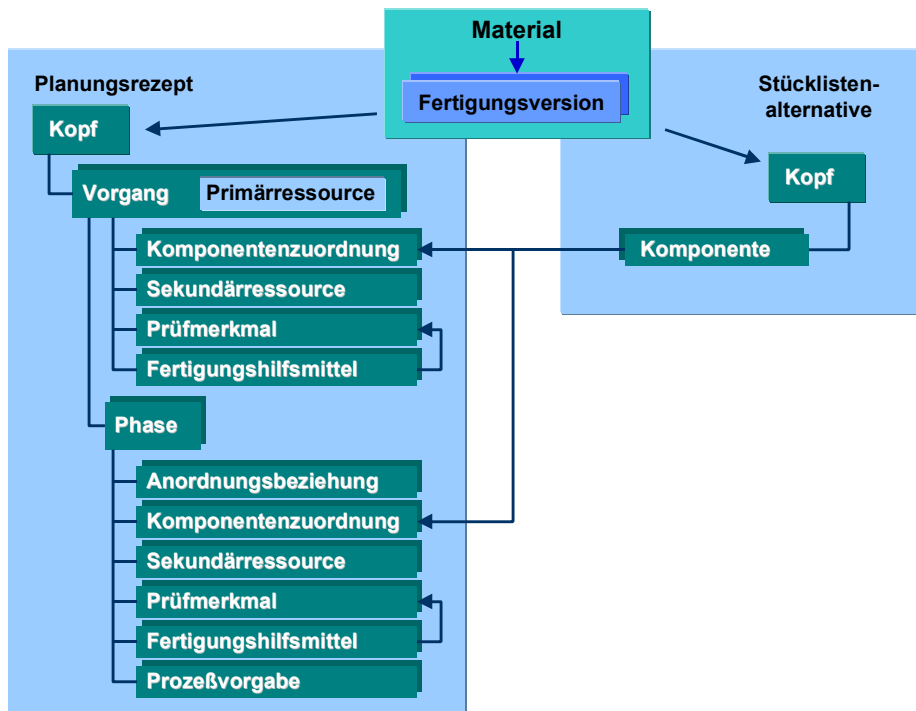 Material
Fertigungsversion
Planungsrezept
Kopf
Vorgang
Primärressource
Komponentenzuordnung
Sekundärressource
Prüfmerkmal
Fertigungshilfsmittel
Phase
Anordnungsbeziehung
Komponentenzuordnung
Sekundärressource
Prüfmerkmal
Fertigungshilfsmittel
Prozeßvorgabe
Stücklisten-
alternative
Kopf
Komponente